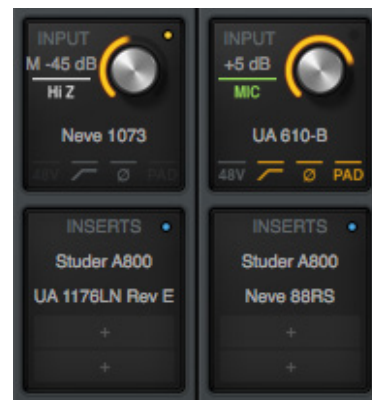 INPUT
M -45 dB
Hi Z
Neve 1073
48V Ø PAD
INSERTS
Studer A800
UA 1176LN Rev E
+
+
INPUT
+5 dB
MIC
UA 610-B
48V Ø PAD
INSERTS
Studer A800
Neve 88RS
+
+